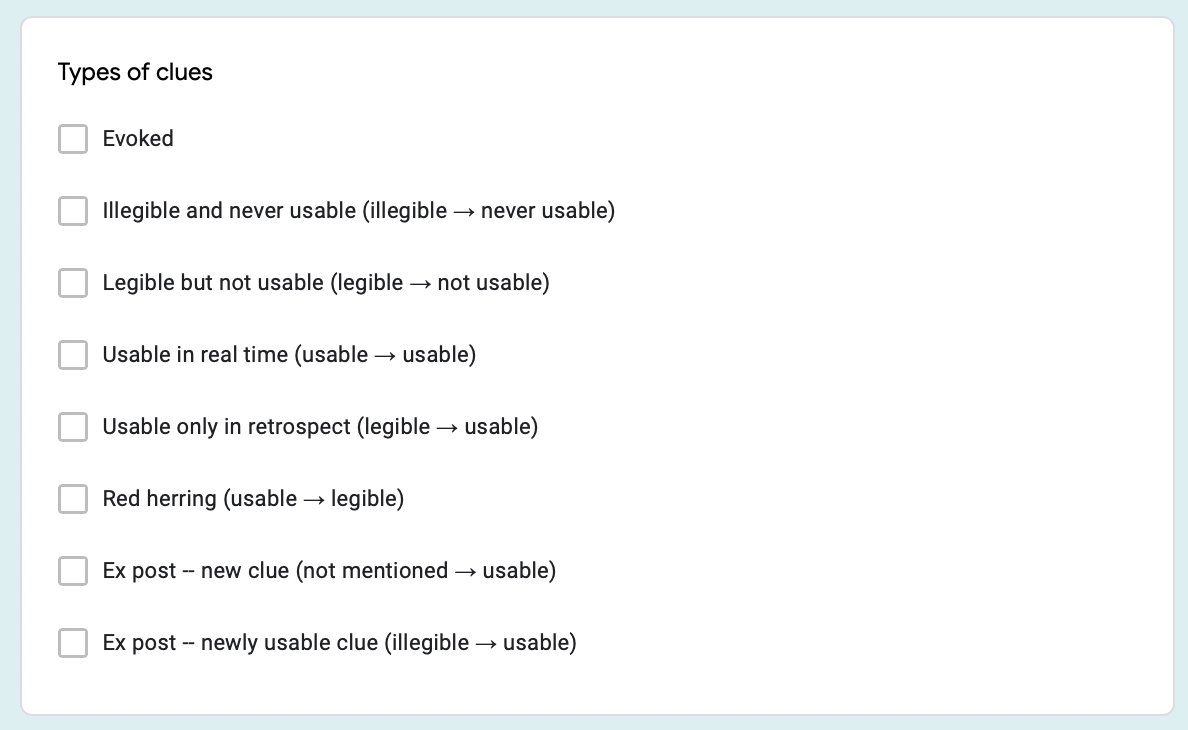 Types of clues
Evoked
Illegible and never usable (illegible → never usable)
Legible but not usable (legible → not usable)
Usable in real time (usable → usable)
Usable only in retrospect (legible → usable)
Red herring (usable → legible)
Ex post -- new clue (not mentioned → usable)
Ex post -- newly usable clue (illegible → usable)